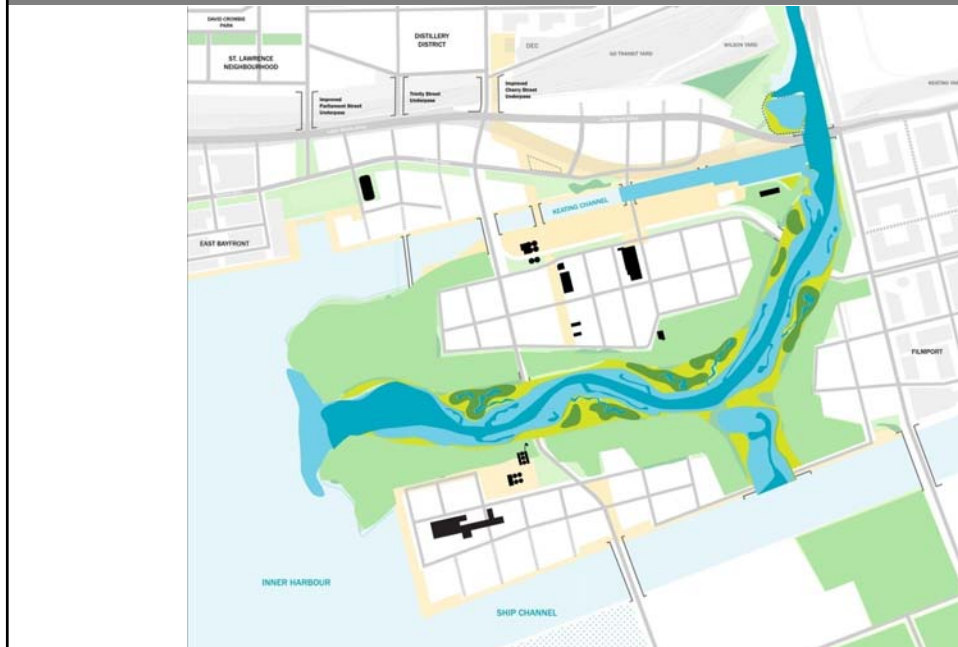 DAVID CROMBIE
PARK
ST. LAWRENCE
NEIGHBOURHOOD
DISTILLERY
DISTRICT
DEC
GO TRANSIT YARD
WILSON YARD
Improved
Parliament Street
Underpass
Trinity Street
Underpass
Improved
Cherry Street
Underpass
KEATING CHANNEL
EAST BAYFRONT
FILMPORT
INNER HARBOUR
SHIP CHANNEL